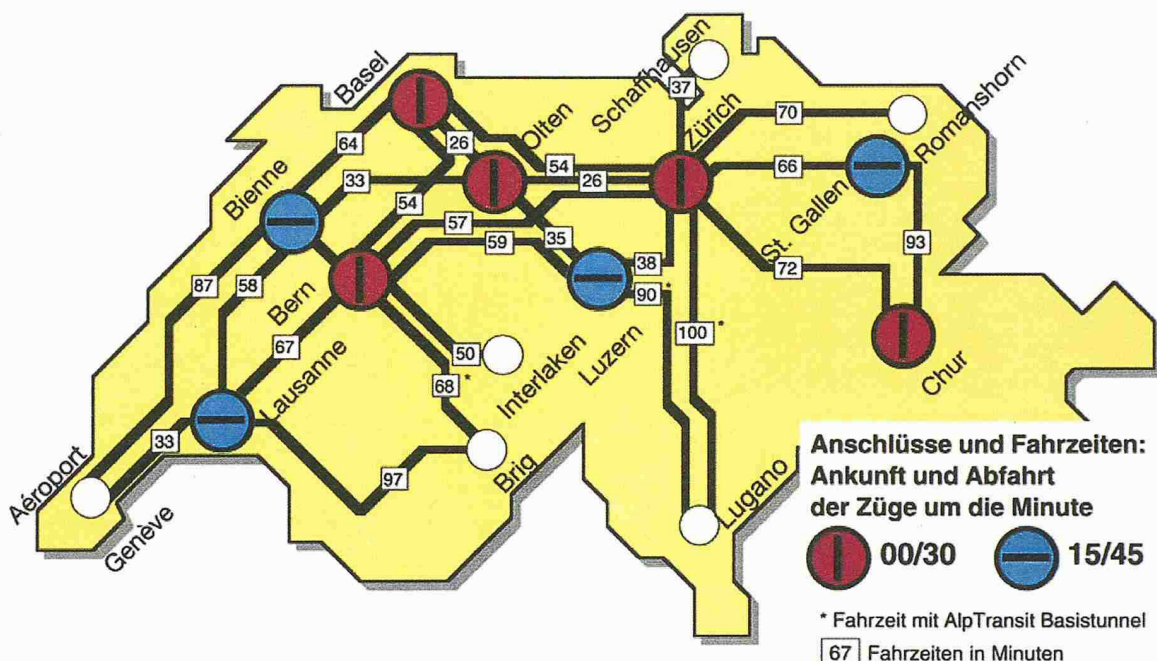 Basel
Olten
Schaffhausen
37
Zürich
70
Romanshorn
64
26
54
26
66
Bienne
33
54
57
St. Gallen
59
35
93
38
72
87
58
Bern
90*
67
Lausanne
50
100*
68*
Interlaken
Luzern
Chur
Aéroport
33
97
Brig
Lugano
Genève
Anschlüsse und Fahrzeiten:
Ankunft und Abfahrt
der Züge um die Minute
00/30 15/45
* Fahrzeit mit AlpTransit Basistunnel
67 Fahrzeiten in Minuten